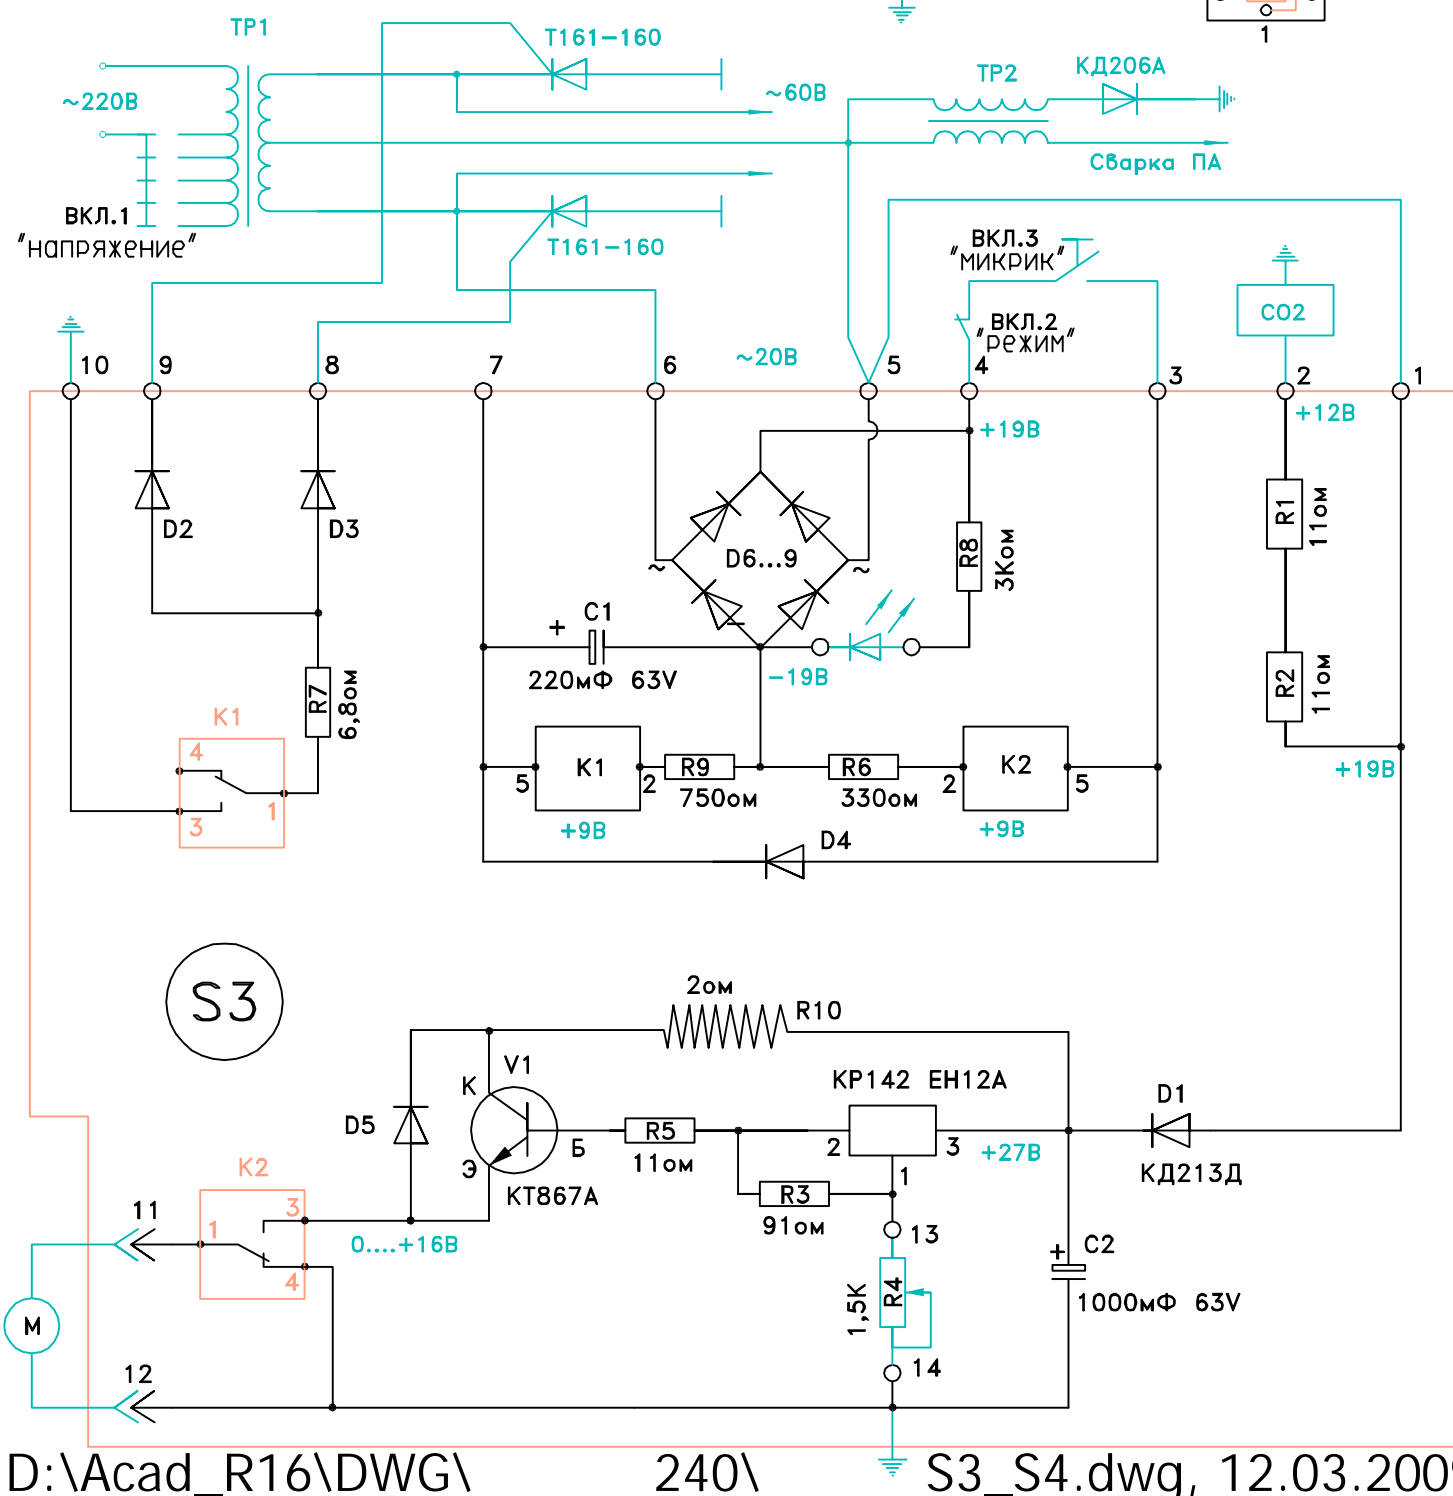 1
ТР1
Т161-160
~220В
~60В
ТР2
КД206А
Сварка ПА
ВКЛ.1
"напряжение"
Т161-160
ВКЛ.3
"МИКРИК"
ВКЛ.2
"режим"
СО2
~20В
10
9
8
7
6
5
4
3
2
1
+19В
+12В
D2
D3
D6...9
~
~
R8
3Ком
R1
11ом
+
C1
220мФ 63V
-19В
R7
6,8ом
R2
11ом
К1
4
3
1
5
К1
2
R9
750ом
+9В
R6
330ом
2
К2
5
+9В
+19В
D4
S3
2ом
R10
V1
К
Б
Э
КТ867А
D5
R5
11ом
КР142 ЕН12А
2
3
1
+27В
D1
КД213Д
R3
91ом
К2
3
1
4
11
0....+16В
13
R4
1,5К
14
+
C2
1000мФ 63V
М
12
D:\Acad_R16\DWG\ 240\ S3_S4.dwg, 12.03.2009